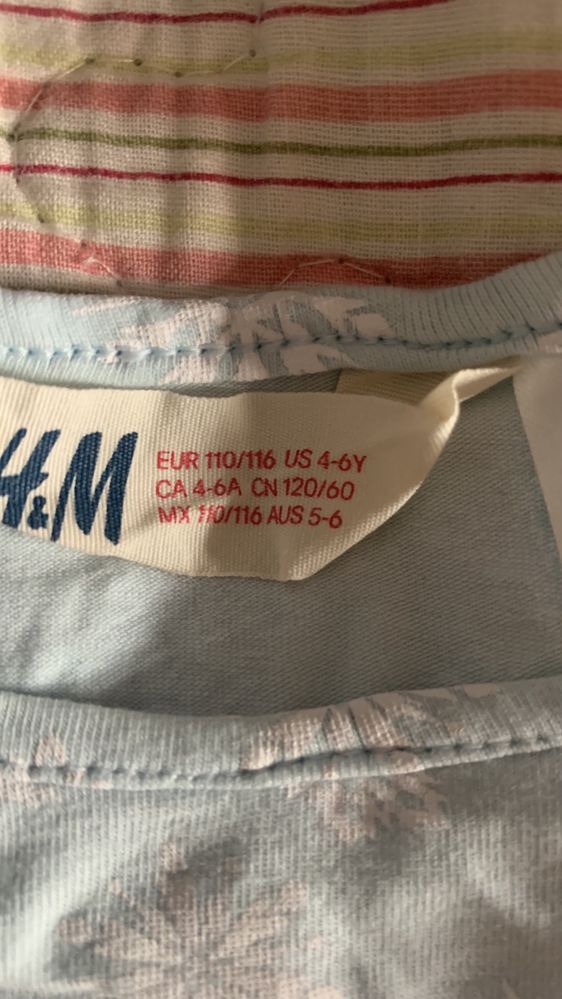 H&M
EUR 110/116 US 4-6Y
CA 4-6A CN 120/60
MX 110/116 AUS 5-6